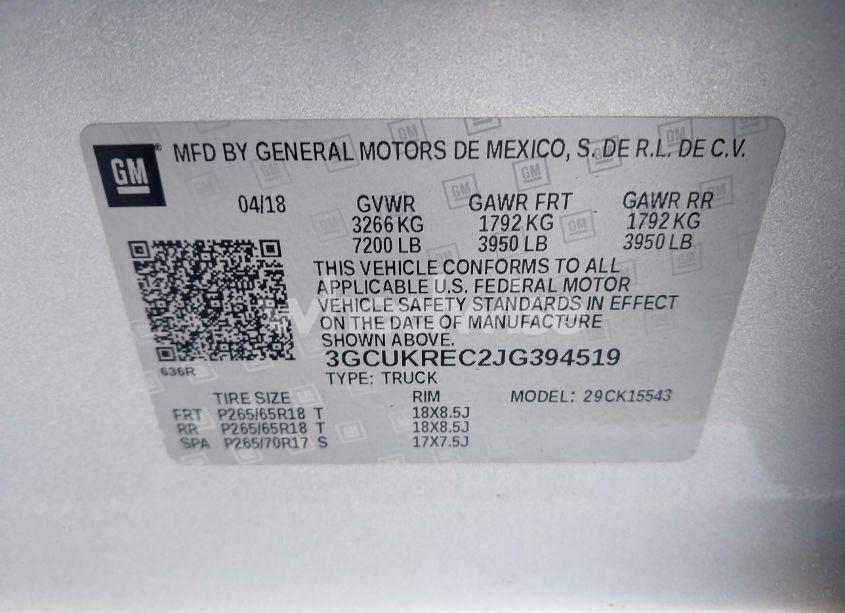 GM
MFD BY GENERAL MOTORS DE MEXICO, S. DE R.L. DE C.V.
04/18 GVWR GAWR FRT GAWR RR
3266 KG 1792 KG 1792 KG
7200 LB 3950 LB 3950 LB
THIS VEHICLE CONFORMS TO ALL
APPLICABLE U.S. FEDERAL MOTOR
VEHICLE SAFETY STANDARDS IN EFFECT
ON THE DATE OF MANUFACTURE
SHOWN ABOVE.
3GCUKREC2JG394519
636R TYPE: TRUCK
TIRE SIZE RIM MODEL: 29CK15543
FRT P265/65R18 T 18X8.5J
RR P265/65R18 T 18X8.5J
SPA P265/70R17 S 17X7.5J